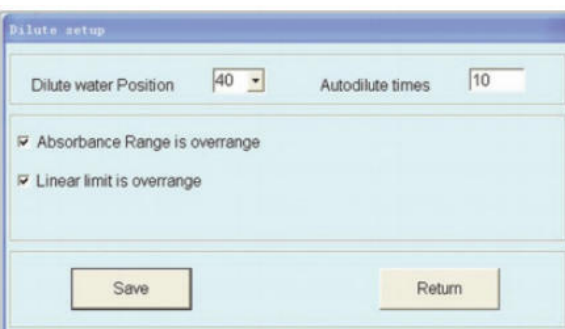 Dilute setup
Dilute water Position 40 Autodilute times 10
Absorbance Range is overrange
Linear limit is overrange
Save Return